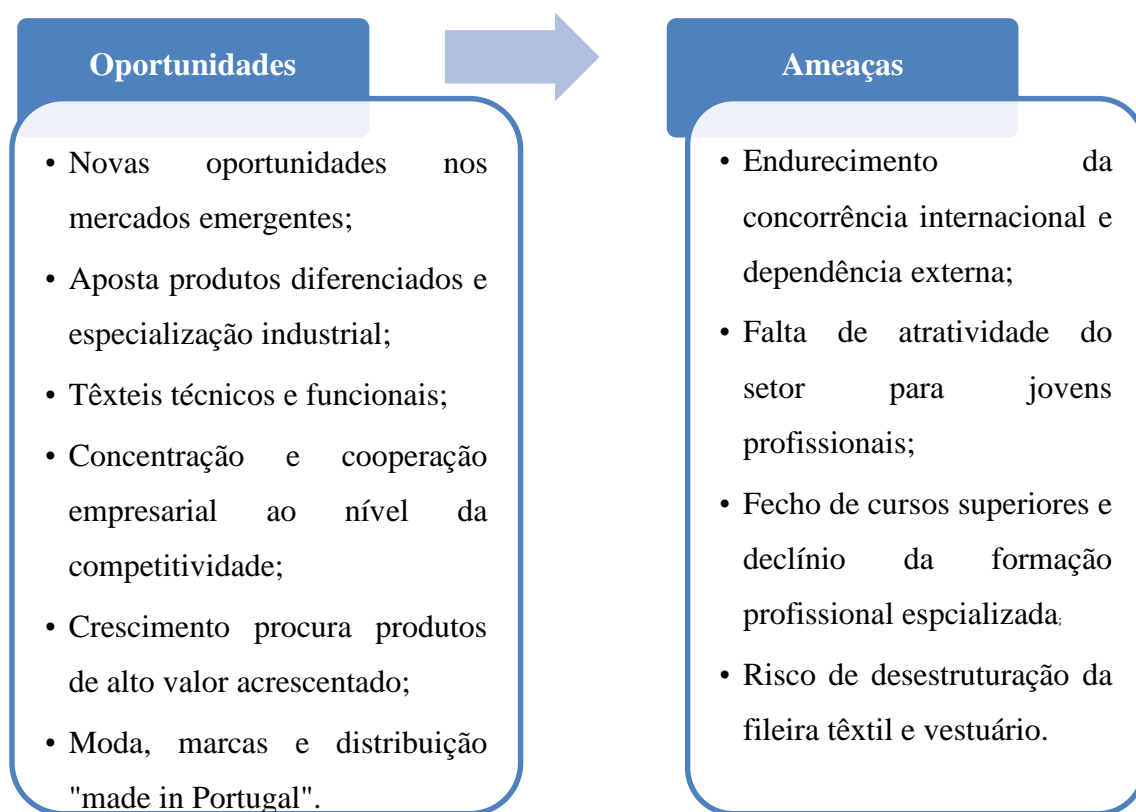 Oportunidades
• Novas oportunidades nos
mercados emergentes;
• Aposta produtos diferenciados e
especialização industrial;
• Têxteis técnicos e funcionais;
• Concentração e cooperação
empresarial ao nível da
competitividade;
• Crescimento procura produtos
de alto valor acrescentado;
• Moda, marcas e distribuição
"made in Portugal".
Ameaças
• Endurecimento da
concorrência internacional e
dependência externa;
• Falta de atratividade do
setor para jovens
profissionais;
• Fecho de cursos superiores e
declínio da formação
profissional espcializada;
• Risco de desestruturação da
fileira têxtil e vestuário.